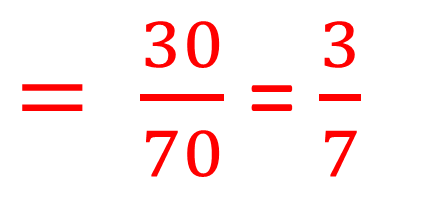 = 30/70 = 3/7